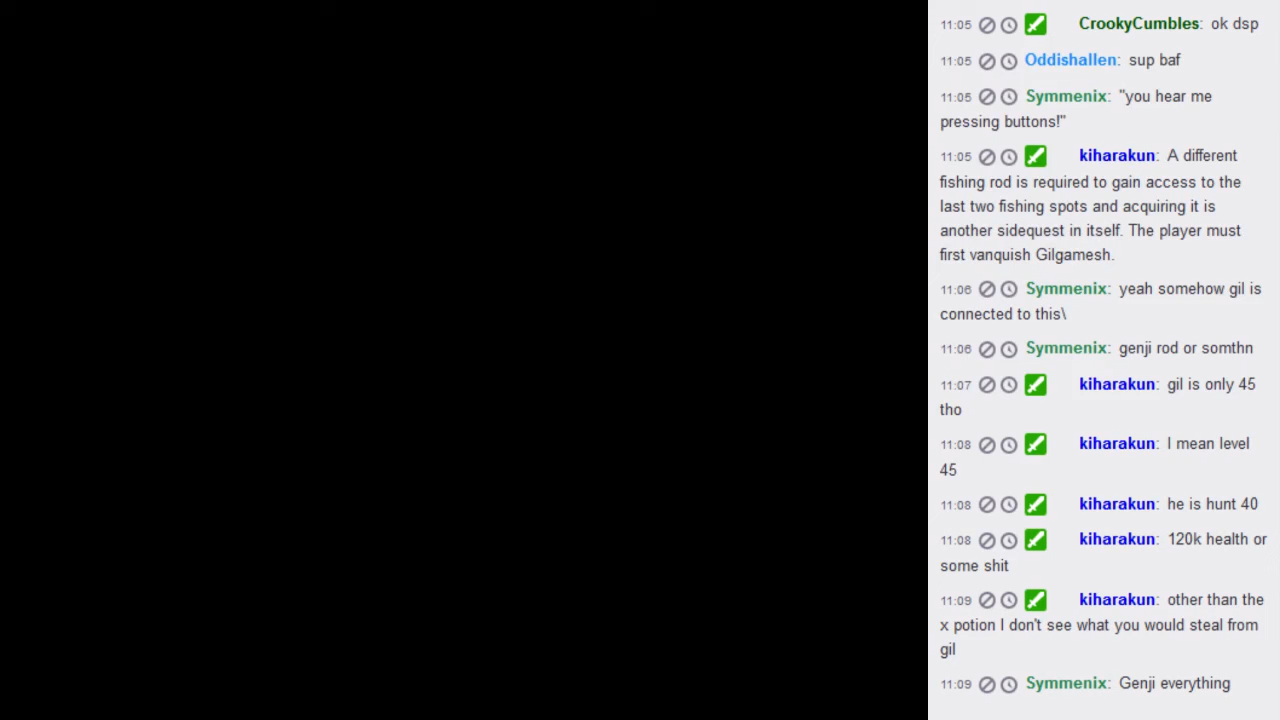 11:05 CrookyCumbles: ok dsp
11:05 Oddishallen: sup baf
11:05 Symmenix: "you hear me
pressing buttons!"
11:05 kiharakun: A different
fishing rod is required to gain access to the
last two fishing spots and acquiring it is
another sidequest in itself. The player must
first vanquish Gilgamesh.
11:06 Symmenix: yeah somehow gil is
connected to this\
11:06 Symmenix: genji rod or somthn
11:07 kiharakun: gil is only 45
tho
11:08 kiharakun: I mean level
45
11:08 kiharakun: he is hunt 40
11:08 kiharakun: 120k health or
some shit
11:09 kiharakun: other than the
x potion I don't see what you would steal from
gil
11:09 Symmenix: Genji everything